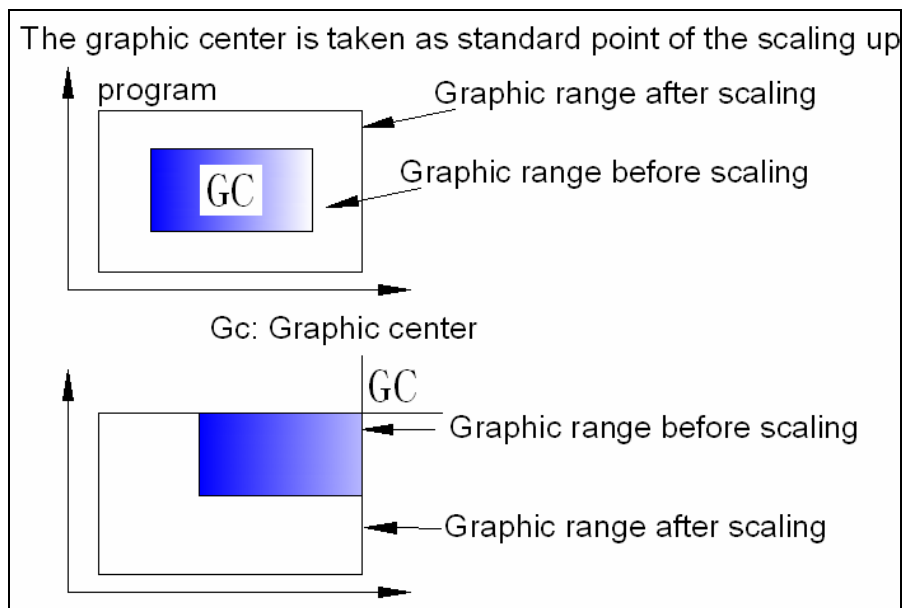 The graphic center is taken as standard point of the scaling up
program
Graphic range after scaling
Graphic range before scaling
GC
Gc: Graphic center
GC
Graphic range before scaling
Graphic range after scaling